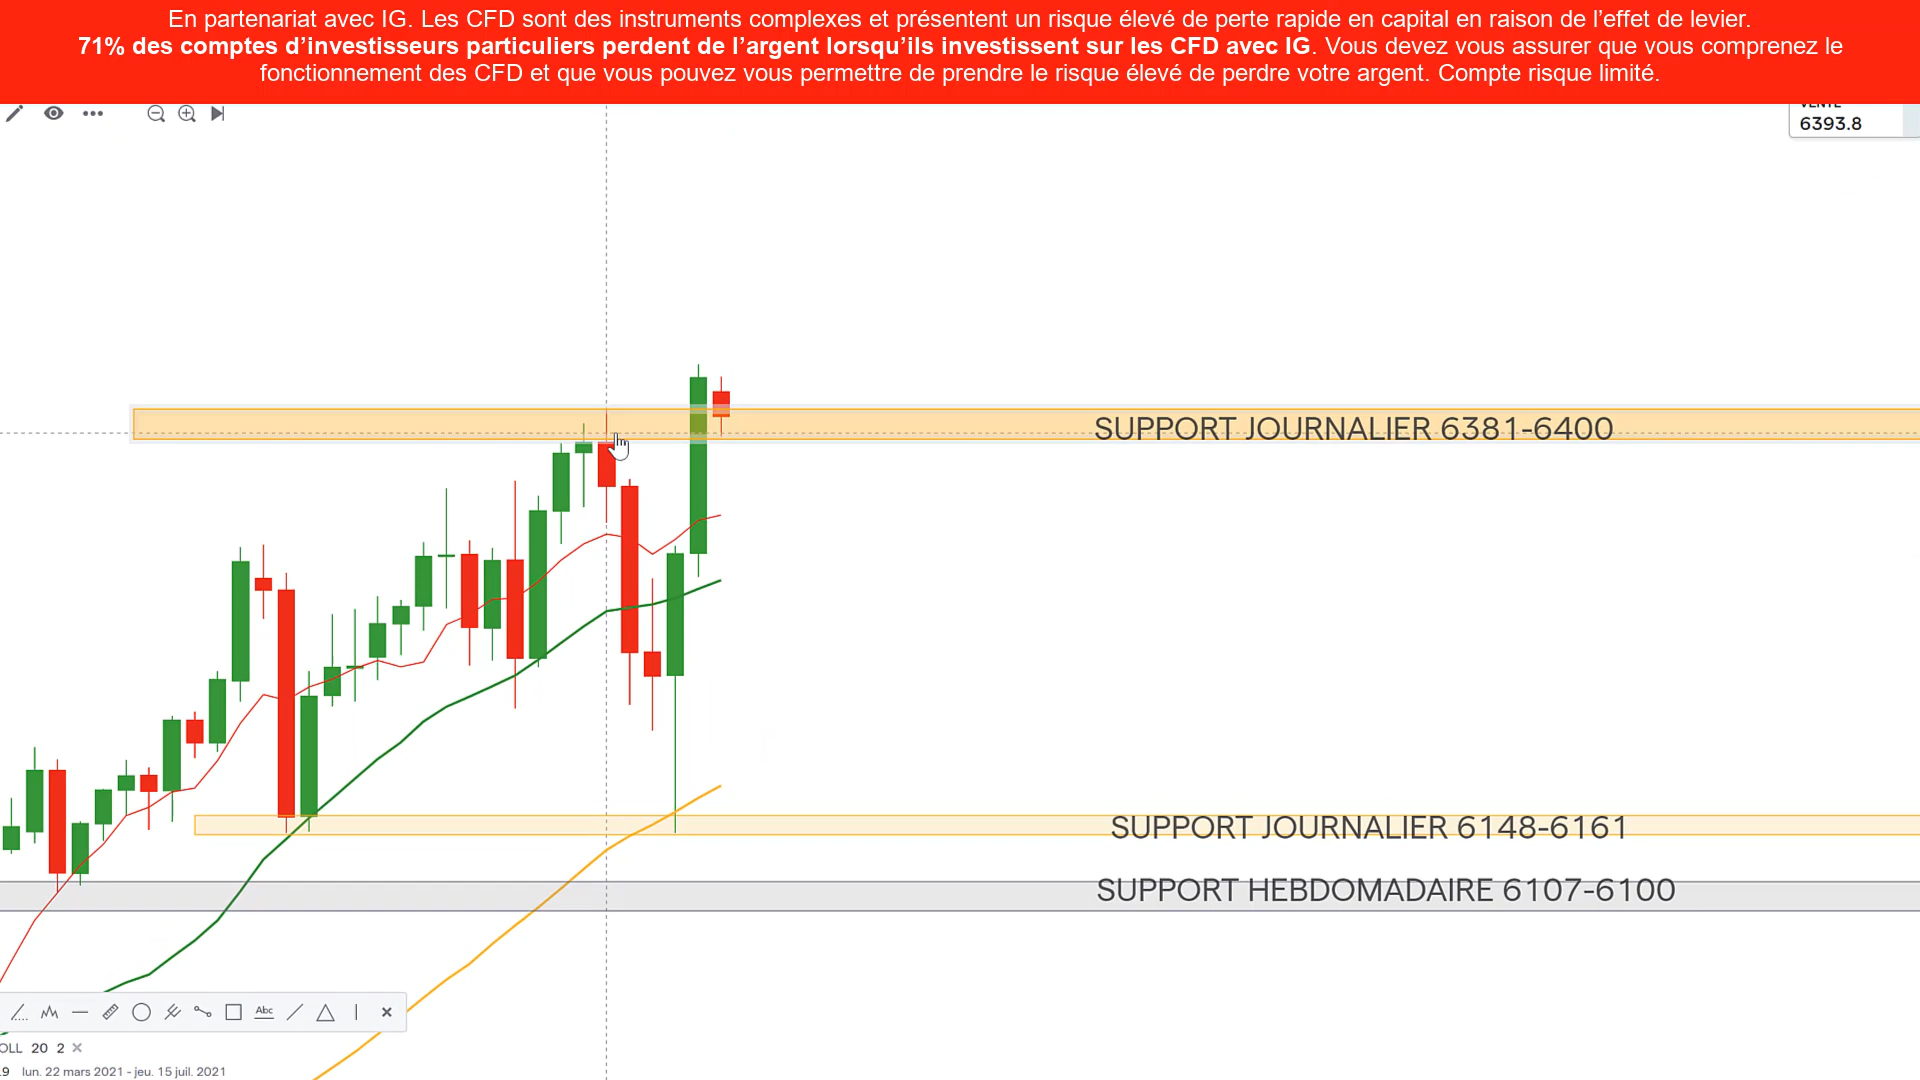 En partenariat avec IG. Les CFD sont des instruments complexes et présentent un risque élevé de perte rapide en capital en raison de l’effet de levier.
71% des comptes d’investisseurs particuliers perdent de l’argent lorsqu’ils investissent sur les CFD avec IG. Vous devez vous assurer que vous comprenez le
fonctionnement des CFD et que vous pouvez vous permettre de prendre le risque élevé de perdre votre argent. Compte risque limité.
VENTE
6393.8
SUPPORT JOURNALIER 6381-6400
SUPPORT JOURNALIER 6148-6161
SUPPORT HEBDOMADAIRE 6107-6100
Abc
OLL 20 2
.9 lun. 22 mars 2021 - jeu. 15 juil. 2021